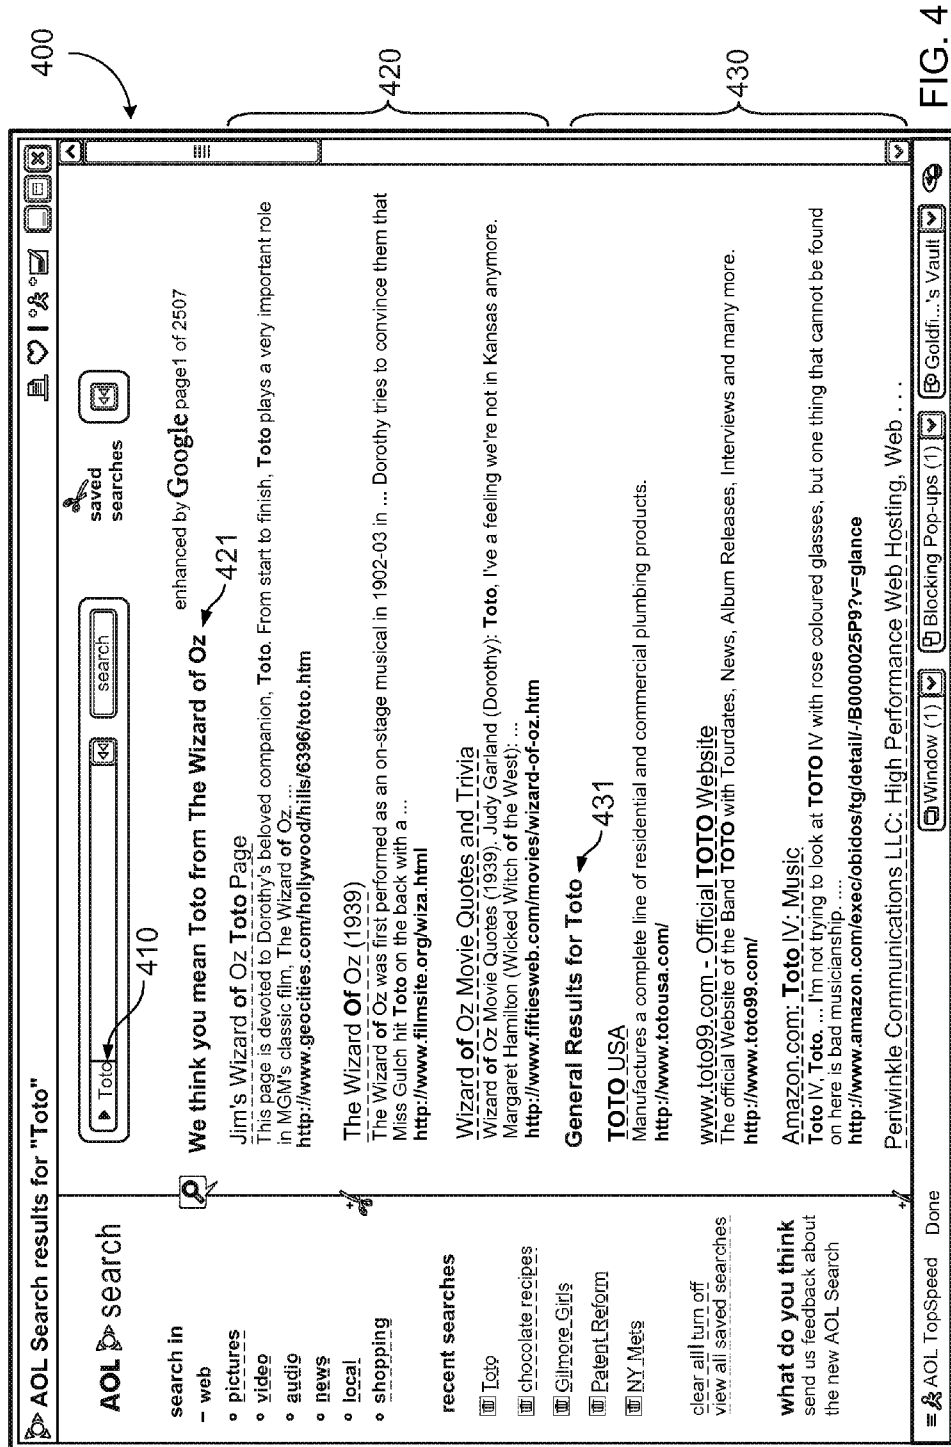 AOL Search results for "Toto"
AOL search
search in
– web
pictures
video
audio
news
local
shopping
recent searches
Toto
chocolate recipes
Gilmore Girls
Patent Reform
NY Mets
clear all turn off
view all saved searches
what do you think
send us feedback about
the new AOL Search
Toto
search
saved
searches
410
enhanced by Google page1 of 2507
We think you mean Toto from The Wizard of Oz
421
Jim's Wizard of Oz Toto Page
This page is devoted to Dorothy's beloved companion, Toto. From start to finish, Toto plays a very important role
in MGM's classic film, The Wizard of Oz....
http://www.geocities.com/hollywood/hills/6396/toto.htm
The Wizard Of Oz (1939)
The Wizard of Oz was first performed as an on-stage musical in 1902-03 in ... Dorothy tries to convince them that
Miss Gulch hit Toto on the back with a ...
http://www.filmsite.org/wiza.html
Wizard of Oz Movie Quotes and Trivia
Wizard of Oz Movie Quotes (1939). Judy Garland (Dorothy): Toto, I've a feeling we're not in Kansas anymore.
Margaret Hamilton (Wicked Witch of the West): ...
http://www.fiftiesweb.com/movies/wizard-of-oz.htm
General Results for Toto
431
TOTO USA
Manufactures a complete line of residential and commercial plumbing products.
http://www.totousa.com/
www.toto99.com - Official TOTO Website
The official Website of the Band TOTO with Tourdates, News, Album Releases, Interviews and many more.
http://www.toto99.com/
Amazon.com: Toto IV: Music
Toto IV, Toto. ... I'm not trying to look at TOTO IV with rose coloured glasses, but one thing that cannot be found
on here is bad musicianship. ...
http://www.amazon.com/exec/obidos/tg/detail/-/B0000025P9?v=glance
Periwinkle Communications LLC: High Performance Web Hosting, Web ...
AOL TopSpeed Done
Window (1)
Blocking Pop-ups (1)
Goldfi...'s Vault
400
420
430
FIG. 4